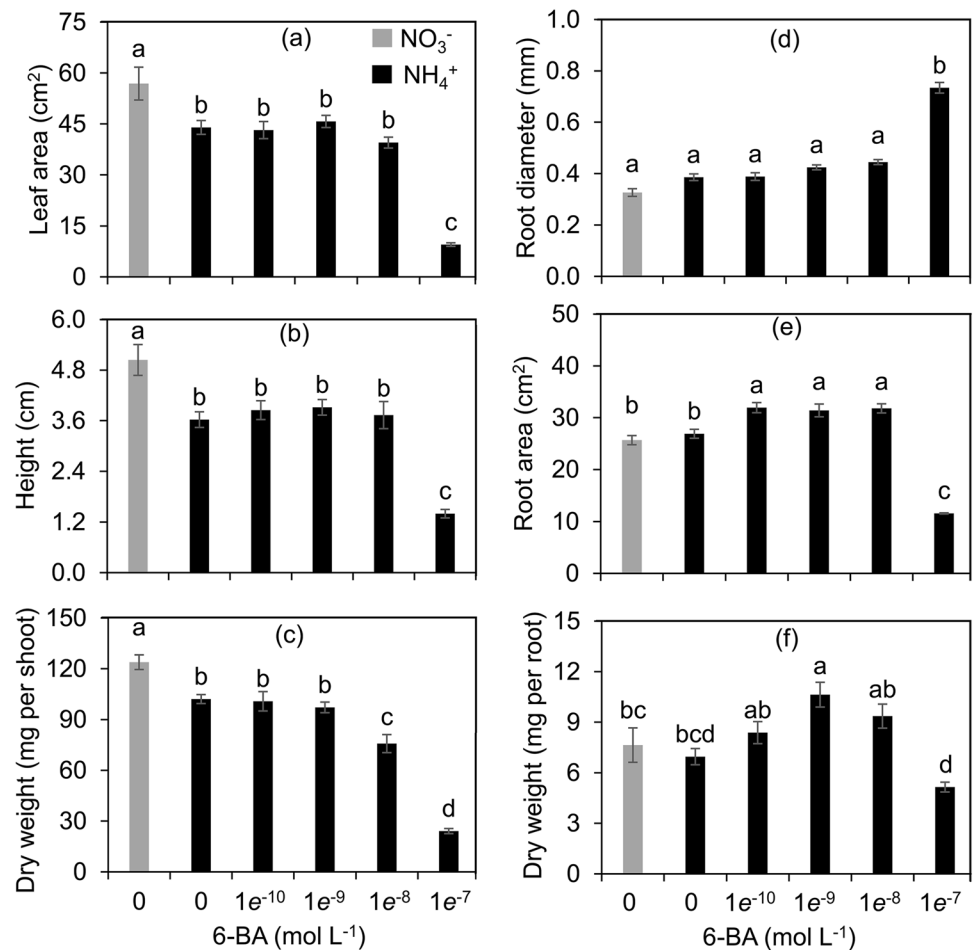 (a)
NO₃⁻
NH₄⁺
Leaf area (cm²)
75
60
45
30
15
0
a
b
b
b
b
c
(d)
Root diameter (mm)
1.0
0.8
0.6
0.4
0.2
0.0
a
a
a
a
a
b
(b)
Height (cm)
6.0
4.8
3.6
2.4
1.2
0.0
a
b
b
b
b
c
(e)
Root area (cm²)
50
40
30
20
10
0
b
b
a
a
a
c
(c)
Dry weight (mg per shoot)
150
120
90
60
30
0
a
b
b
b
c
d
0 0 1e⁻¹⁰ 1e⁻⁹ 1e⁻⁸ 1e⁻⁷
6-BA (mol L⁻¹)
(f)
Dry weight (mg per root)
15
12
9
6
3
0
bc
bcd
ab
a
ab
d
0 0 1e⁻¹⁰ 1e⁻⁹ 1e⁻⁸ 1e⁻⁷
6-BA (mol L⁻¹)